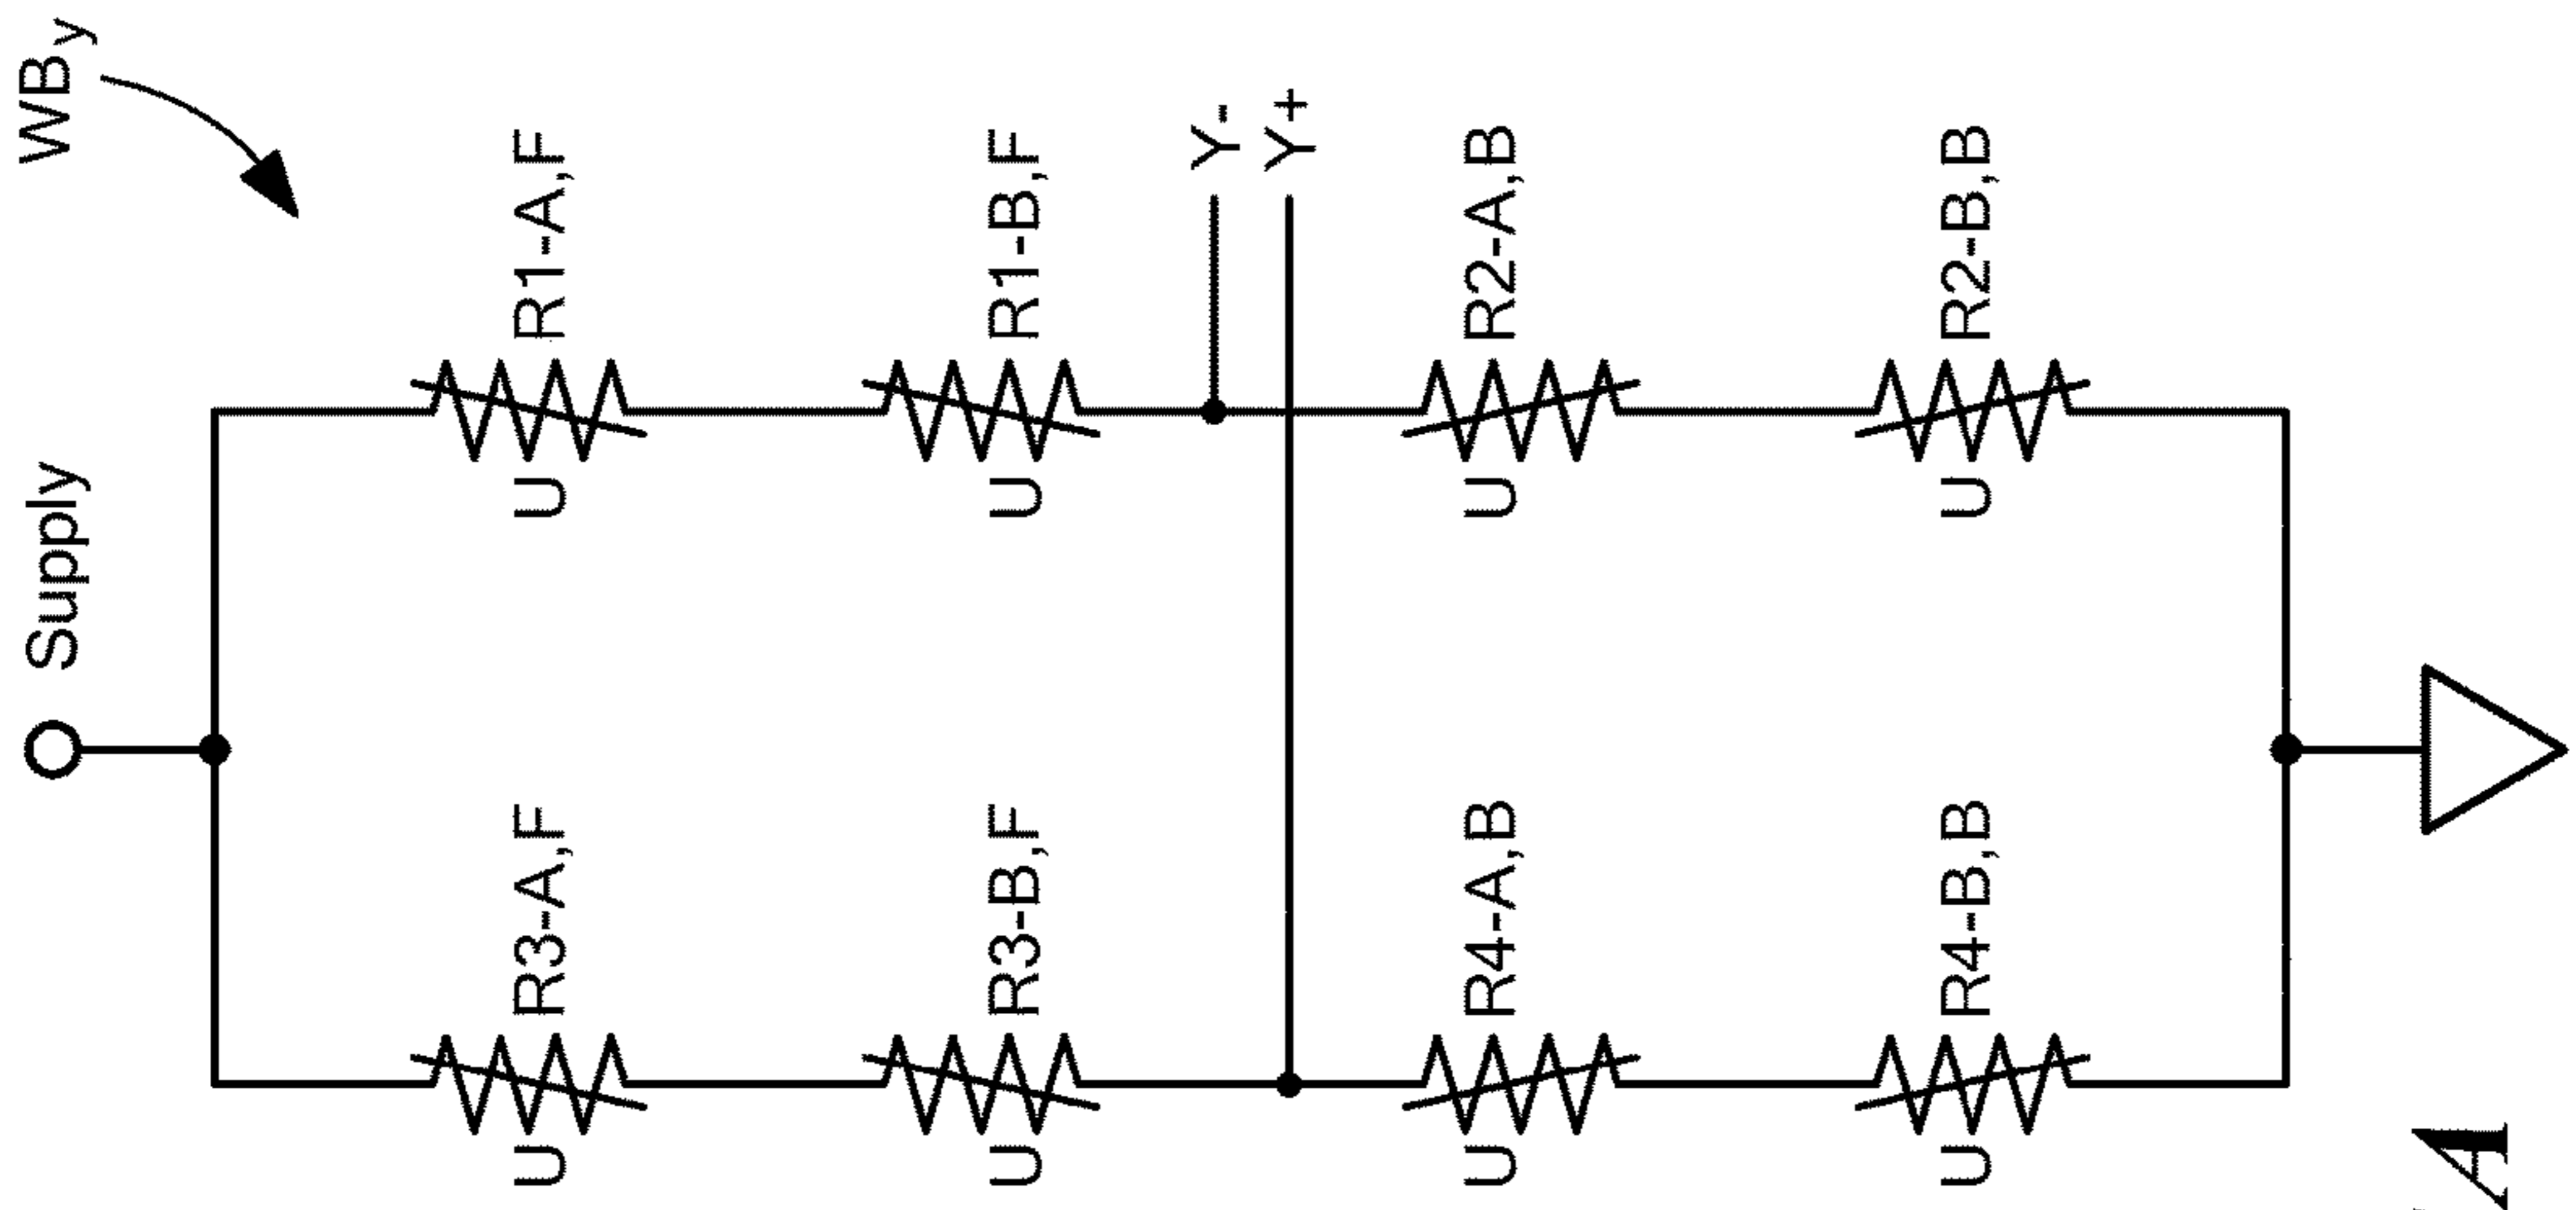 Supply
WBy
U R3-A,F
U R1-A,F
U R3-B,F
U R1-B,F
Y-
Y+
U R4-A,B
U R2-A,B
U R4-B,B
U R2-B,B
A